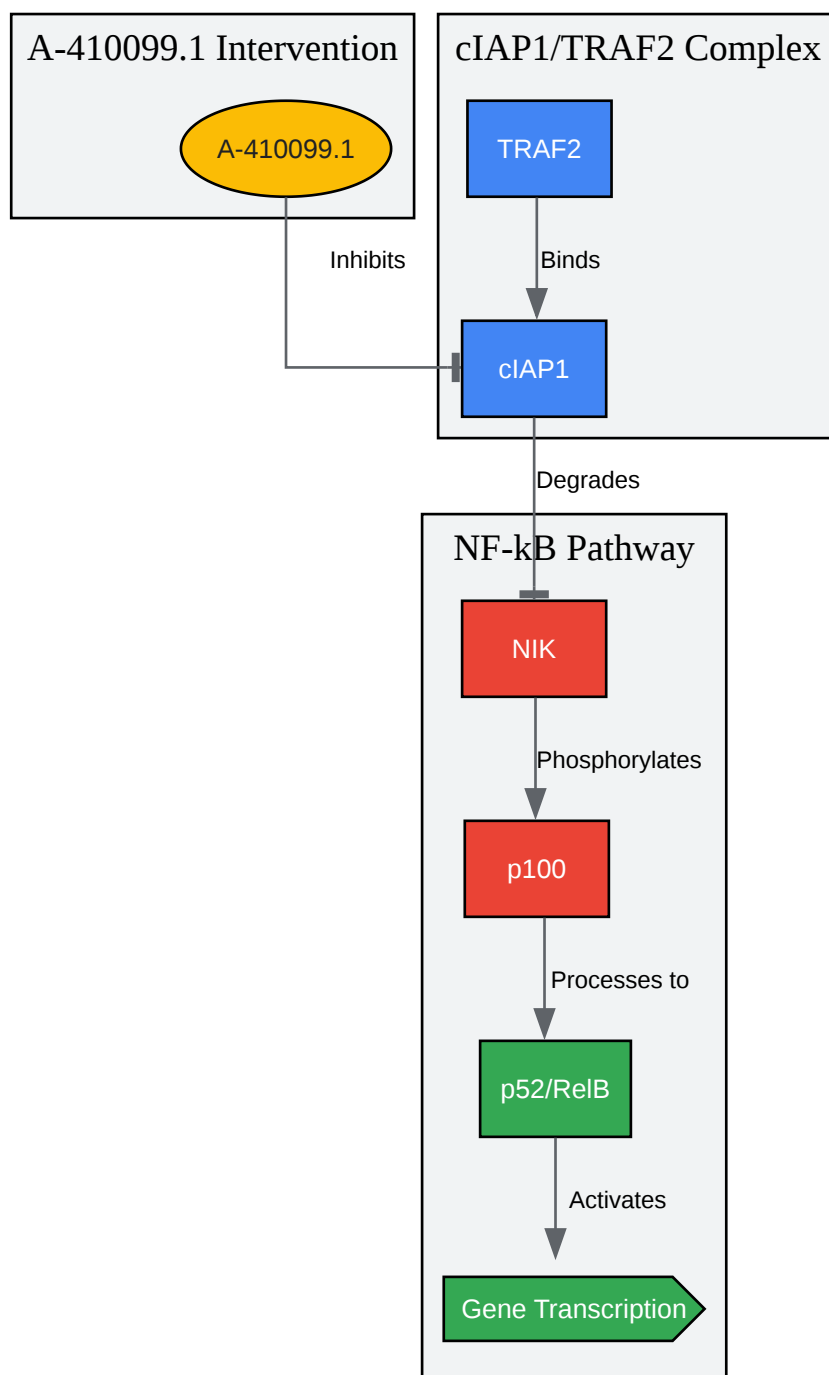 A-410099.1 Intervention
cIAP1/TRAF2 Complex
A-410099.1
TRAF2
Inhibits
Binds
cIAP1
Degrades
NF-kB Pathway
NIK
Phosphorylates
p100
Processes to
p52/RelB
Activates
Gene Transcription